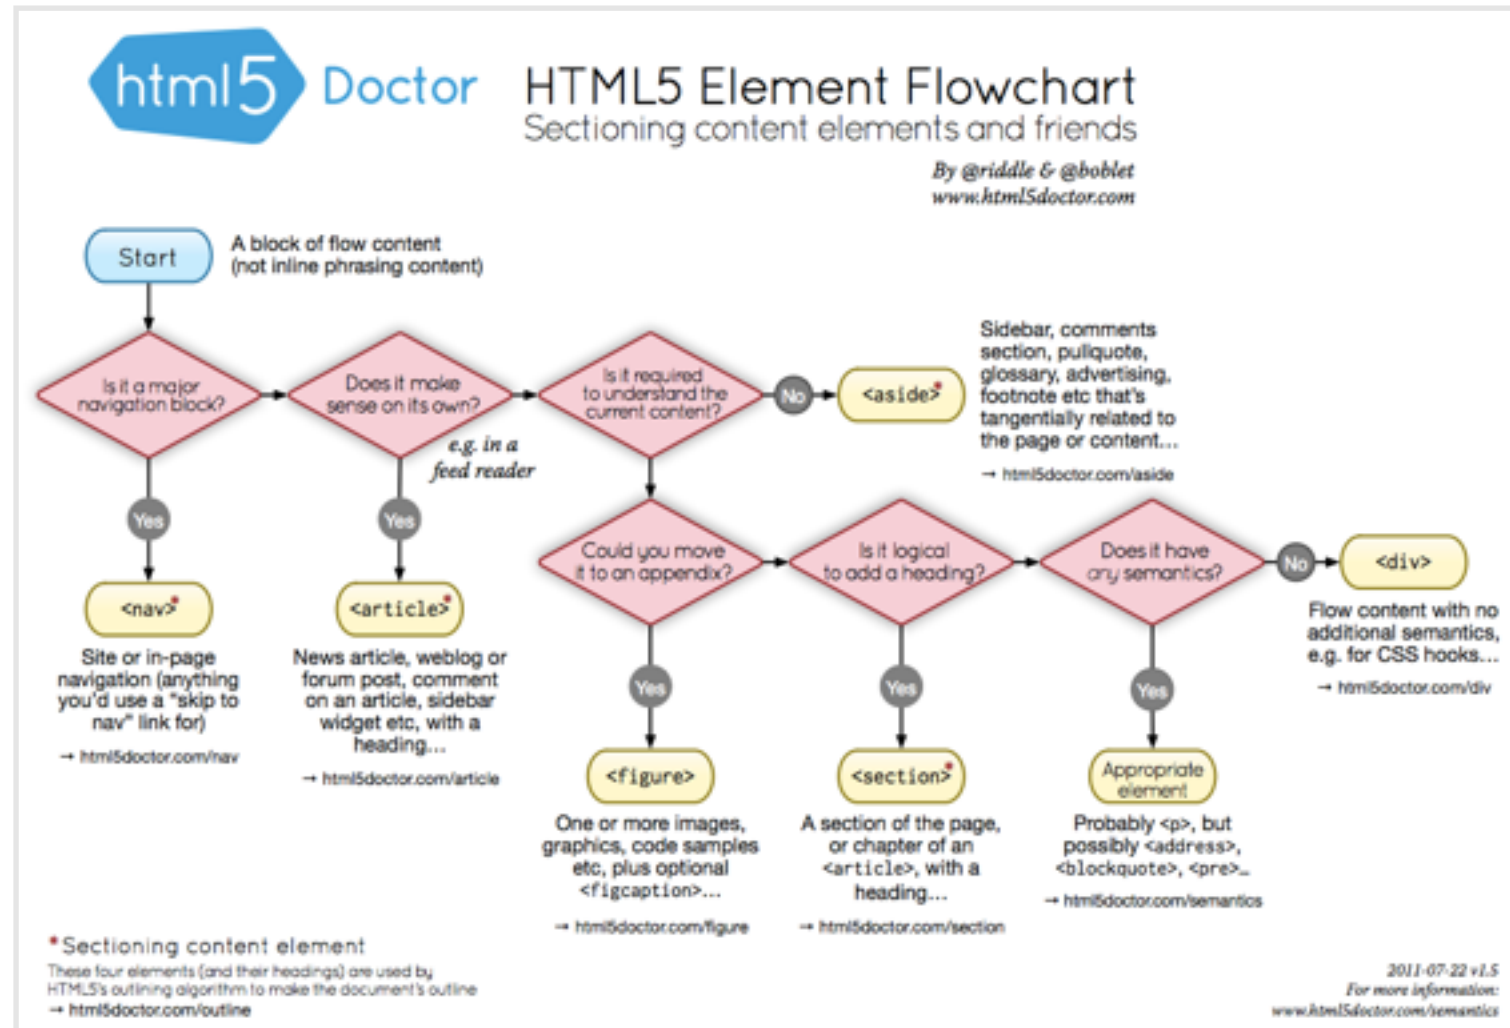 html5 Doctor
HTML5 Element Flowchart
Sectioning content elements and friends
By @riddle & @boblet
www.html5doctor.com
Start
A block of flow content
(not inline phrasing content)
Is it a major
navigation block?
Does it make
sense on its own?
e.g. in a
feed reader
Is it required
to understand the
current content?
No
<aside>*
Sidebar, comments
section, pullquote,
glossary, advertising,
footnote etc that's
tangentially related to
the page or content…
→ html5doctor.com/aside
Yes
<nav>*
Site or in-page
navigation (anything
you'd use a "skip to
nav" link for)
→ html5doctor.com/nav
Yes
<article>*
News article, weblog or
forum post, comment
on an article, sidebar
widget etc, with a
heading…
→ html5doctor.com/article
Could you move
it to an appendix?
Yes
<figure>
One or more images,
graphics, code samples
etc, plus optional
<figcaption>…
→ html5doctor.com/figure
Is it logical
to add a heading?
Yes
<section>*
A section of the page,
or chapter of an
<article>, with a
heading…
→ html5doctor.com/section
Does it have
any semantics?
Yes
Appropriate
element
Probably <p>, but
possibly <address>,
<blockquote>, <pre>…
→ html5doctor.com/semantics
No
<div>
Flow content with no
additional semantics,
e.g. for CSS hooks…
→ html5doctor.com/div
*Sectioning content element
These four elements (and their headings) are used by
HTML5's outlining algorithm to make the document's outline
→ html5doctor.com/outline
2011-07-22 v1.5
For more information:
www.html5doctor.com/semantics